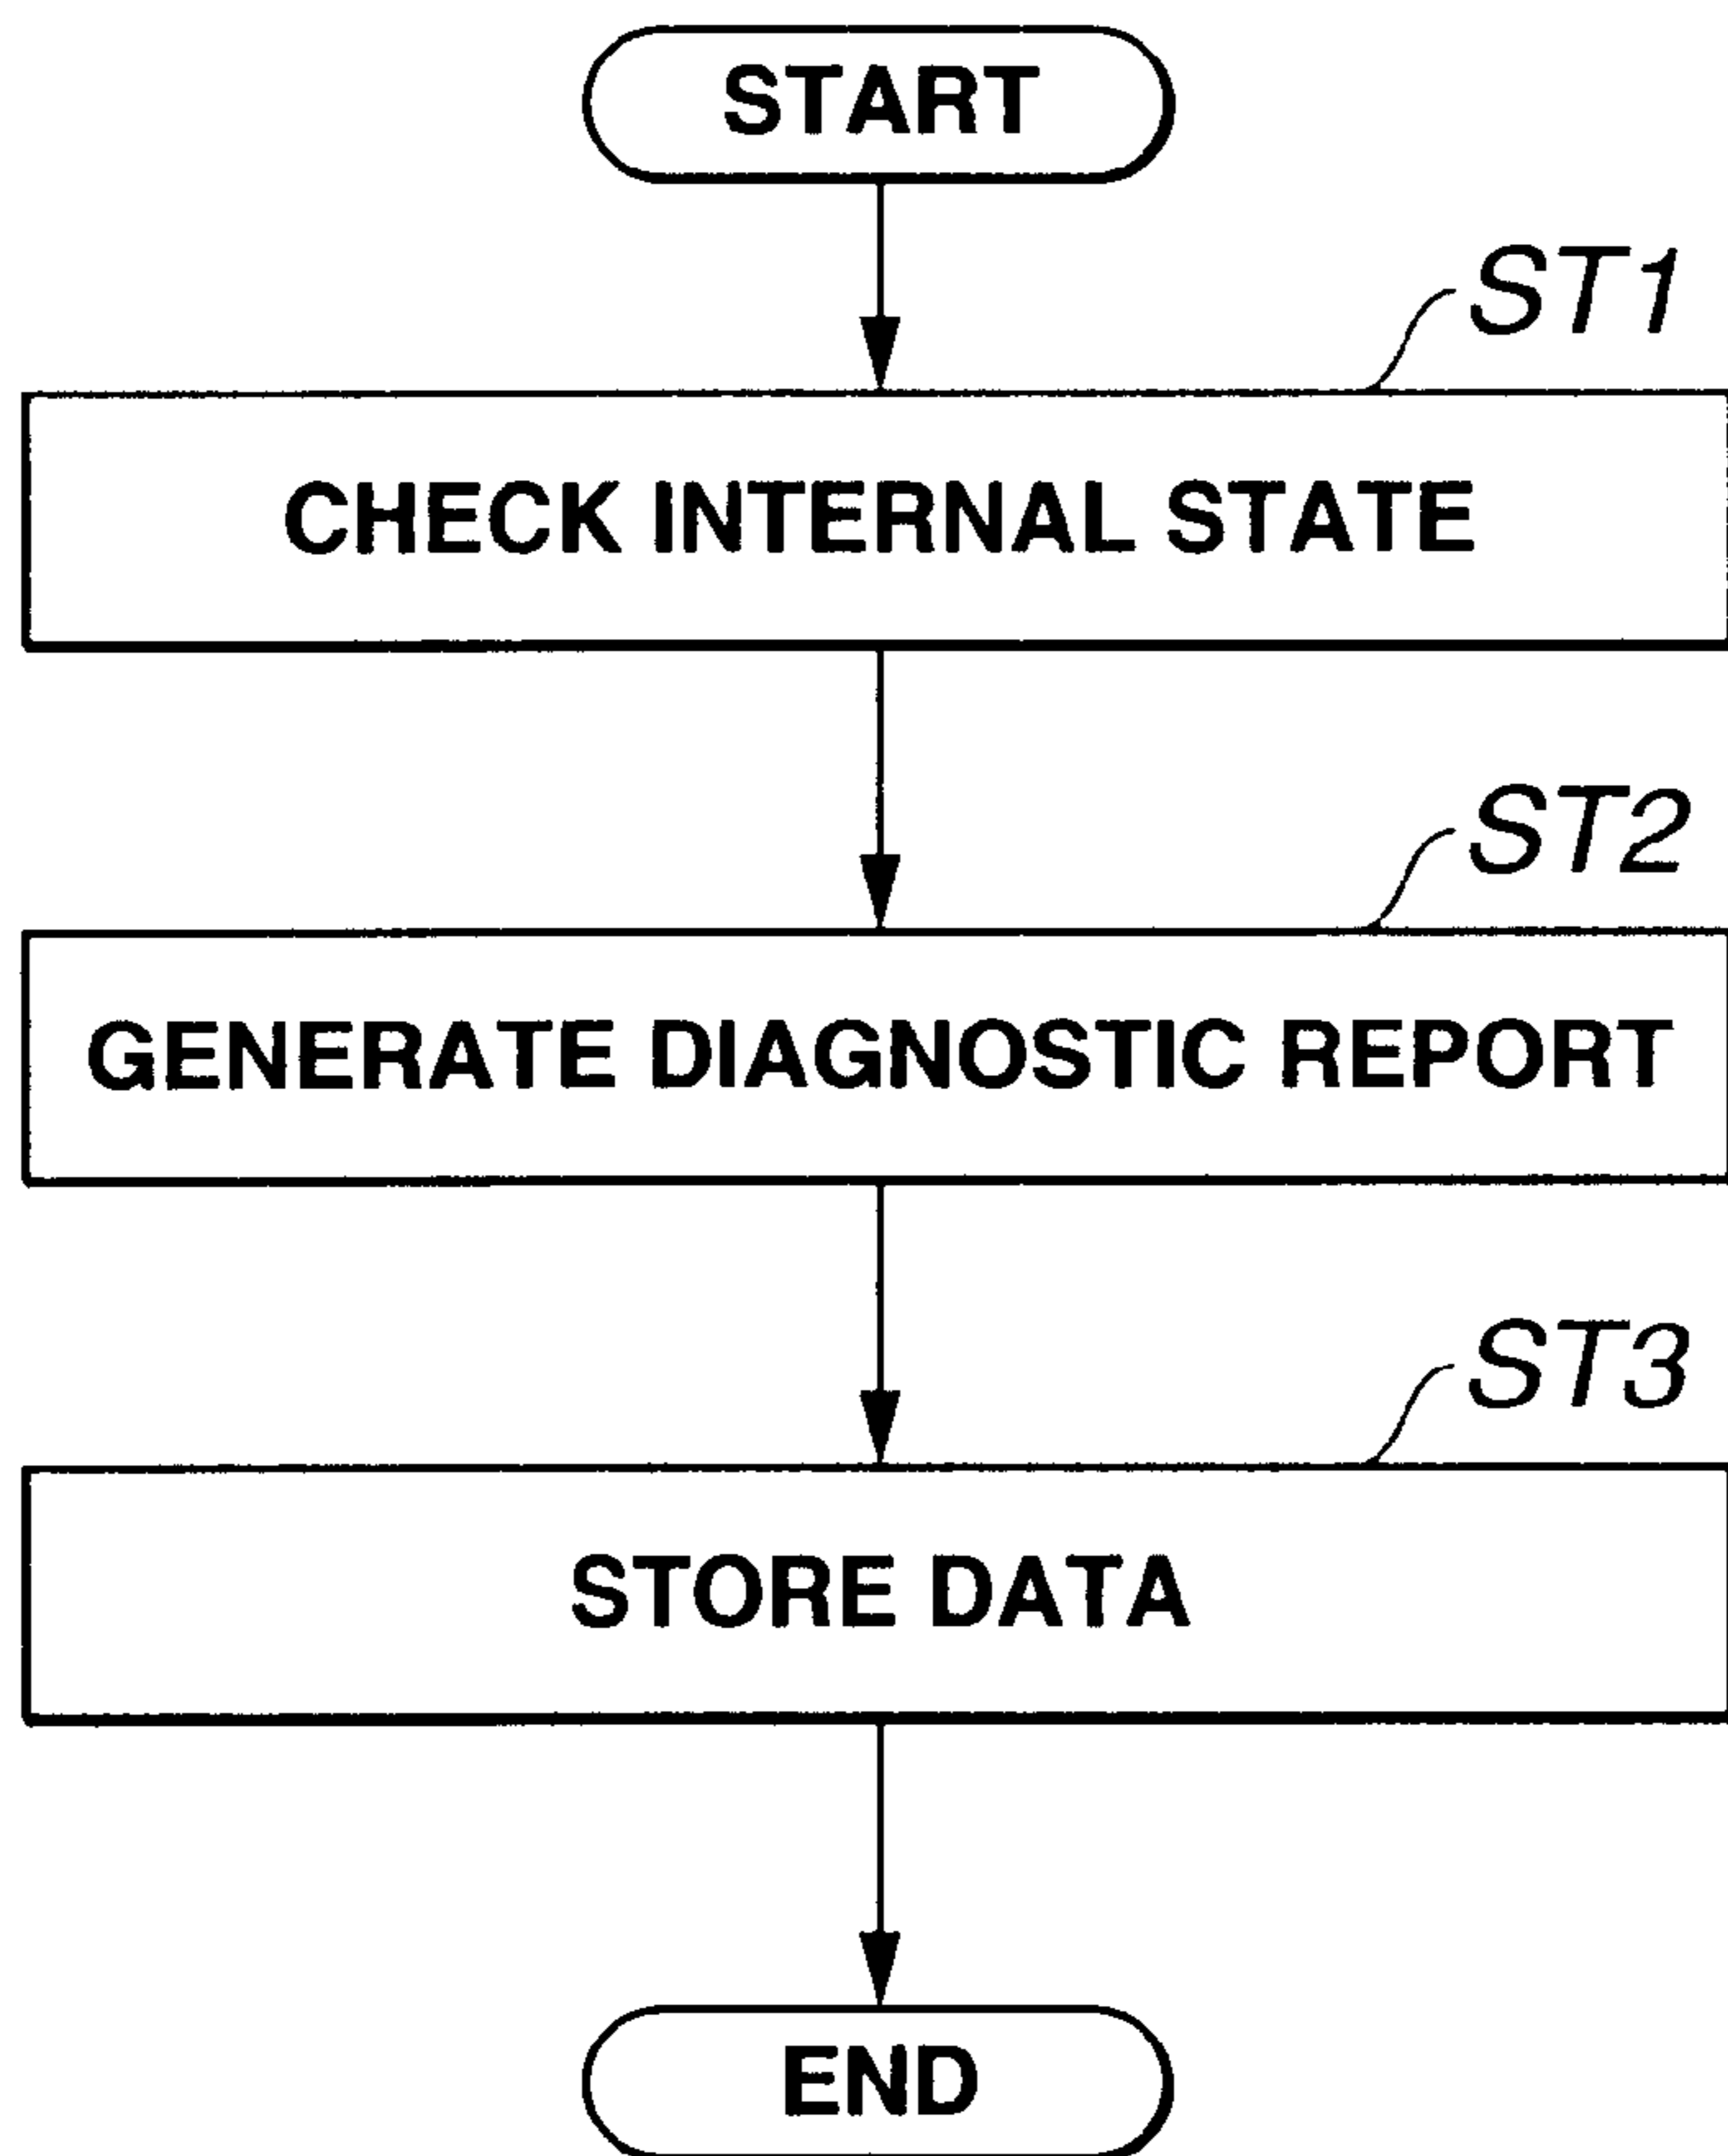 START
ST1
CHECK INTERNAL STATE
ST2
GENERATE DIAGNOSTIC REPORT
ST3
STORE DATA
END